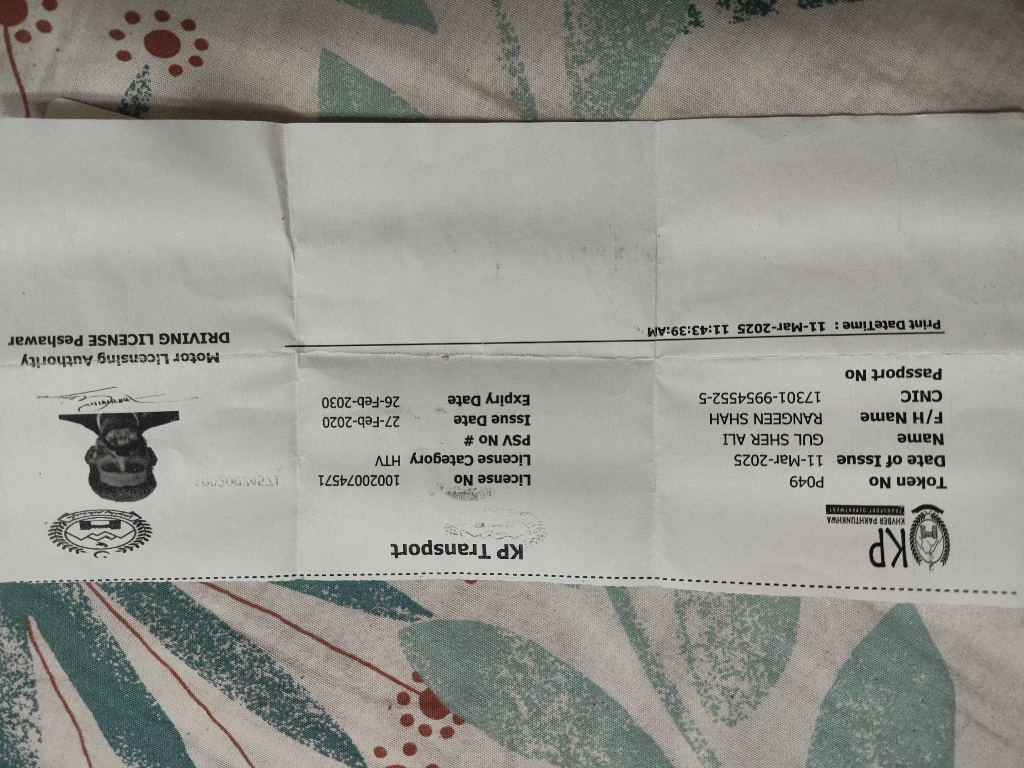 KP
KHYBER PAKHTUNKHWA
TRANSPORT DEPARTMENT
Token No P049
Date of Issue 11-Mar-2025
Name GUL SHER ALI
F/H Name RANGEEN SHAH
CNIC 17301-9954552-5
Passport No
Print DateTime : 11-Mar-2025 11:43:39:AM
KP Transport
License No 10020074571
License Category HTV
PSV No #
Issue Date 27-Feb-2020
Expiry Date 26-Feb-2030
Motor Licensing Authority
DRIVING LICENSE Peshawar